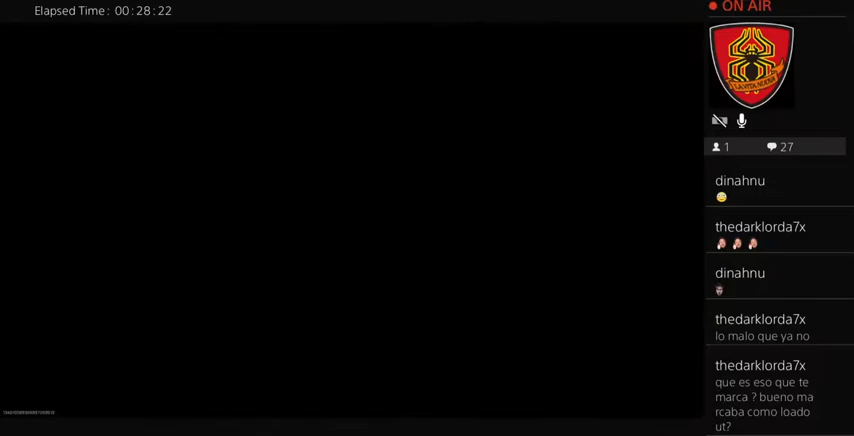 Elapsed Time: 00:28:22
ON AIR
1 27
dinahnu
thedarklorda7x
dinahnu
thedarklorda7x
lo malo que ya no
thedarklorda7x
que es eso que te
marca ? bueno ma
rcaba como loado
ut?